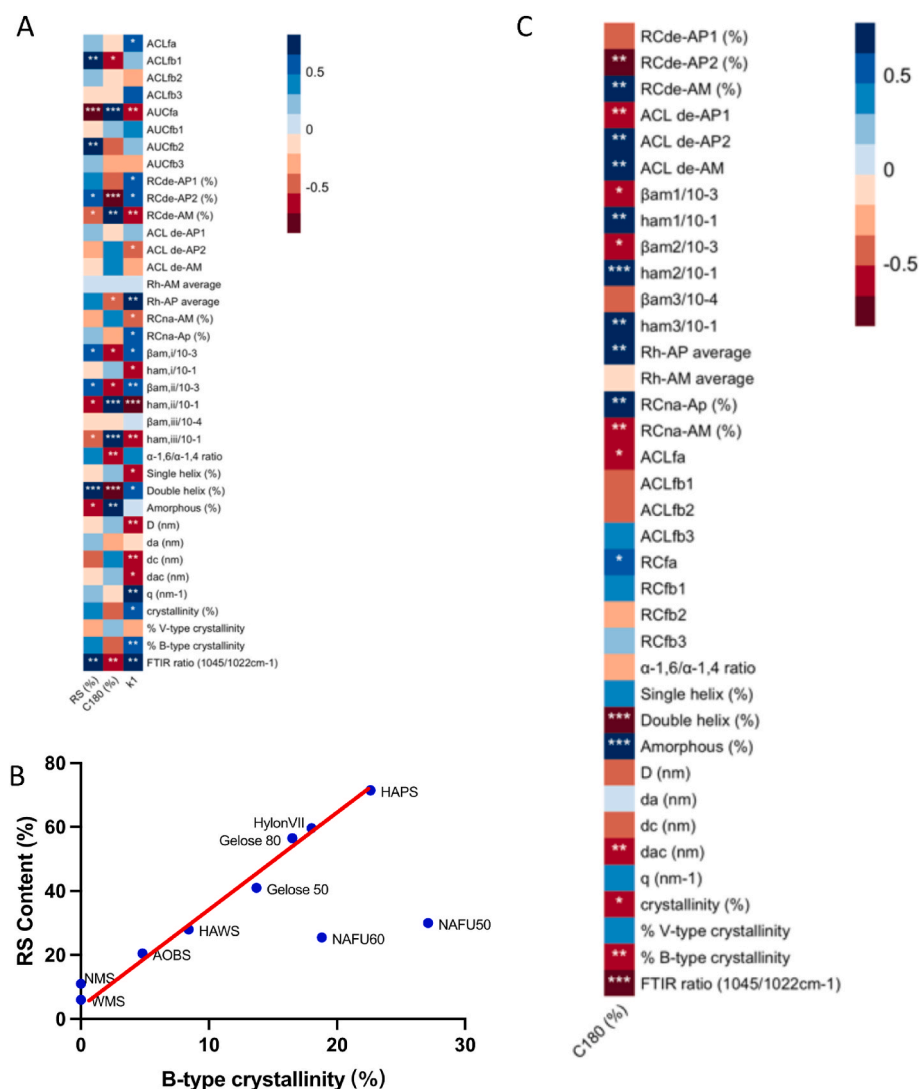 A
ACLfa
** * ACLfb1
ACLfb2
ACLfb3
*** *** ** AUCfa
AUCfb1
** AUCfb2
AUCfb3
* RCde-AP1 (%)
* *** * RCde-AP2 (%)
* ** ** RCde-AM (%)
ACL de-AP1
* ACL de-AP2
ACL de-AM
Rh-AM average
* ** Rh-AP average
* RCna-AM (%)
* RCna-Ap (%)
* * * βam,i/10-3
* ham,i/10-1
* * ** βam,ii/10-3
* *** *** ham,ii/10-1
βam,iii/10-4
* *** ** ham,iii/10-1
** α-1,6/α-1,4 ratio
* Single helix (%)
*** *** * Double helix (%)
* ** Amorphous (%)
** D (nm)
da (nm)
** dc (nm)
* dac (nm)
** q (nm-1)
* crystallinity (%)
% V-type crystallinity
** % B-type crystallinity
** ** ** FTIR ratio (1045/1022cm-1)
RS (%)
C180 (%)
k1
0.5
0
-0.5
B
RS Content (%)
80
60
40
20
0
HAPS
HylonVII
Gelose 80
Gelose 50
HAWS
NAFU60
NAFU50
AOBS
NMS
WMS
0 10 20 30
B-type crystallinity (%)
C
RCde-AP1 (%)
** RCde-AP2 (%)
** RCde-AM (%)
** ACL de-AP1
** ACL de-AP2
** ACL de-AM
* βam1/10-3
** ham1/10-1
* βam2/10-3
*** ham2/10-1
βam3/10-4
** ham3/10-1
** Rh-AP average
Rh-AM average
** RCna-Ap (%)
** RCna-AM (%)
* ACLfa
ACLfb1
ACLfb2
ACLfb3
* RCfa
RCfb1
RCfb2
RCfb3
α-1,6/α-1,4 ratio
Single helix (%)
*** Double helix (%)
*** Amorphous (%)
D (nm)
da (nm)
dc (nm)
** dac (nm)
q (nm-1)
* crystallinity (%)
% V-type crystallinity
** % B-type crystallinity
*** FTIR ratio (1045/1022cm-1)
C180 (%)
0.5
0
-0.5